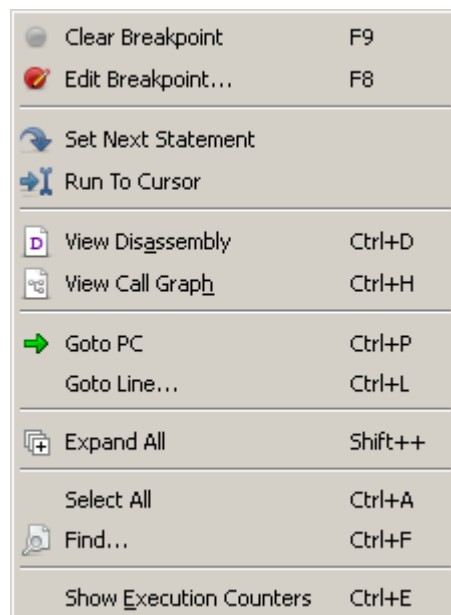 Clear Breakpoint F9
Edit Breakpoint... F8
Set Next Statement
Run To Cursor
D View Disassembly Ctrl+D
View Call Graph Ctrl+H
Goto PC Ctrl+P
Goto Line... Ctrl+L
Expand All Shift++
Select All Ctrl+A
Find... Ctrl+F
Show Execution Counters Ctrl+E